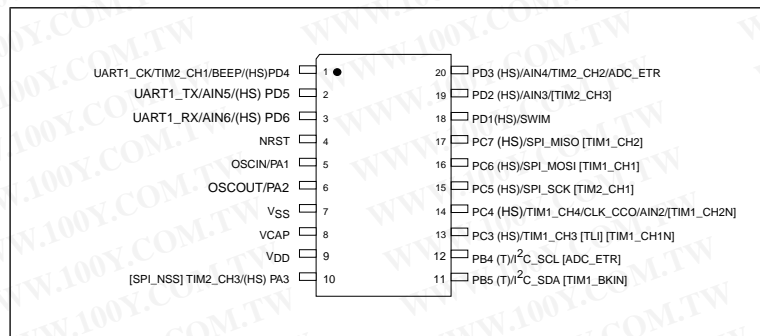 UART1_CK/TIM2_CH1/BEEP/(HS)PD4 1 20 PD3 (HS)/AIN4/TIM2_CH2/ADC_ETR
UART1_TX/AIN5/(HS) PD5 2 19 PD2 (HS)/AIN3/[TIM2_CH3]
UART1_RX/AIN6/(HS) PD6 3 18 PD1(HS)/SWIM
NRST 4 17 PC7 (HS)/SPI_MISO [TIM1_CH2]
OSCIN/PA1 5 16 PC6 (HS)/SPI_MOSI [TIM1_CH1]
OSCOUT/PA2 6 15 PC5 (HS)/SPI_SCK [TIM2_CH1]
VSS 7 14 PC4 (HS)/TIM1_CH4/CLK_CCO/AIN2/[TIM1_CH2N]
VCAP 8 13 PC3 (HS)/TIM1_CH3 [TLI] [TIM1_CH1N]
VDD 9 12 PB4 (T)/I2C_SCL [ADC_ETR]
[SPI_NSS] TIM2_CH3/(HS) PA3 10 11 PB5 (T)/I2C_SDA [TIM1_BKIN]
WWW.100Y.COM.TW